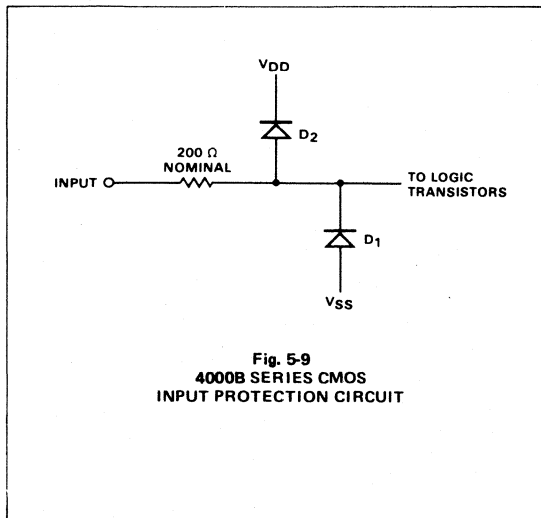 VDD
D2
200 Ω
NOMINAL
INPUT
TO LOGIC
TRANSISTORS
D1
VSS
Fig. 5-9
4000B SERIES CMOS
INPUT PROTECTION CIRCUIT